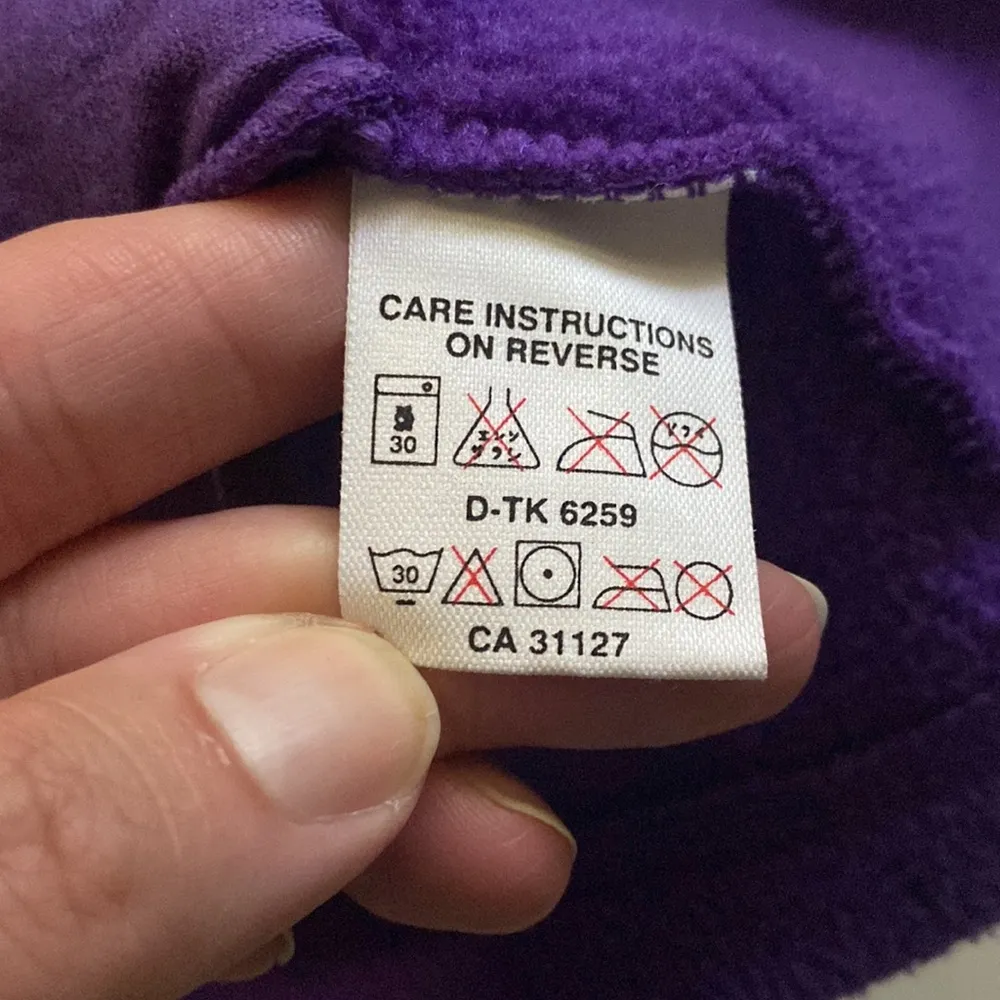 CARE INSTRUCTIONS
ON REVERSE
30
D-TK 6259
30
CA 31127